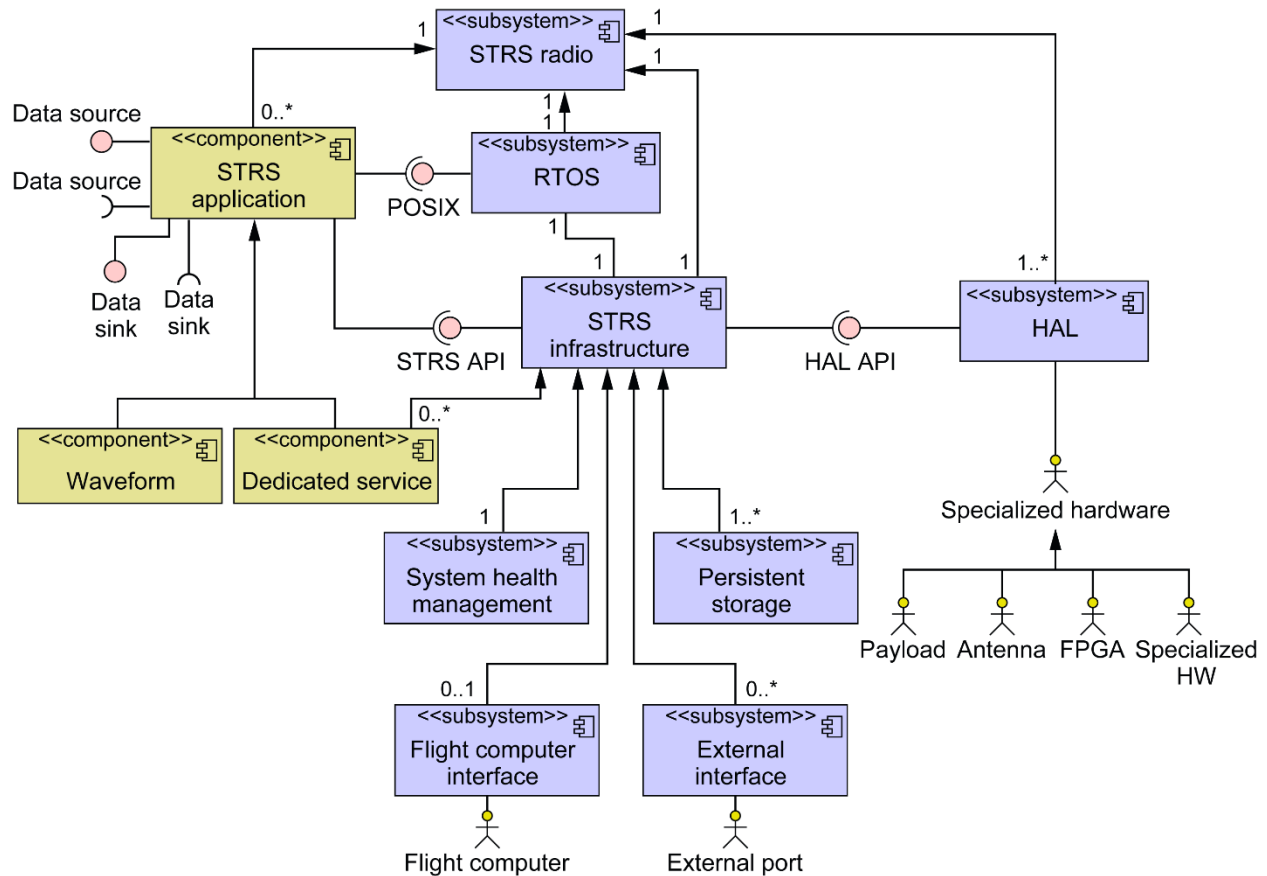 <<subsystem>>
STRS radio
1
1
1
1
1
0..*
Data source
Data source
<<component>>
STRS
application
<<subsystem>>
RTOS
POSIX
Data
sink
Data
sink
1
1
1
1..*
<<subsystem>>
STRS
infrastructure
STRS API
HAL API
<<subsystem>>
HAL
0..*
<<component>>
Waveform
<<component>>
Dedicated service
Specialized hardware
1
<<subsystem>>
System health
management
1..*
<<subsystem>>
Persistent
storage
Payload
Antenna
FPGA
Specialized
HW
0..1
<<subsystem>>
Flight computer
interface
0..*
<<subsystem>>
External
interface
Flight computer
External port